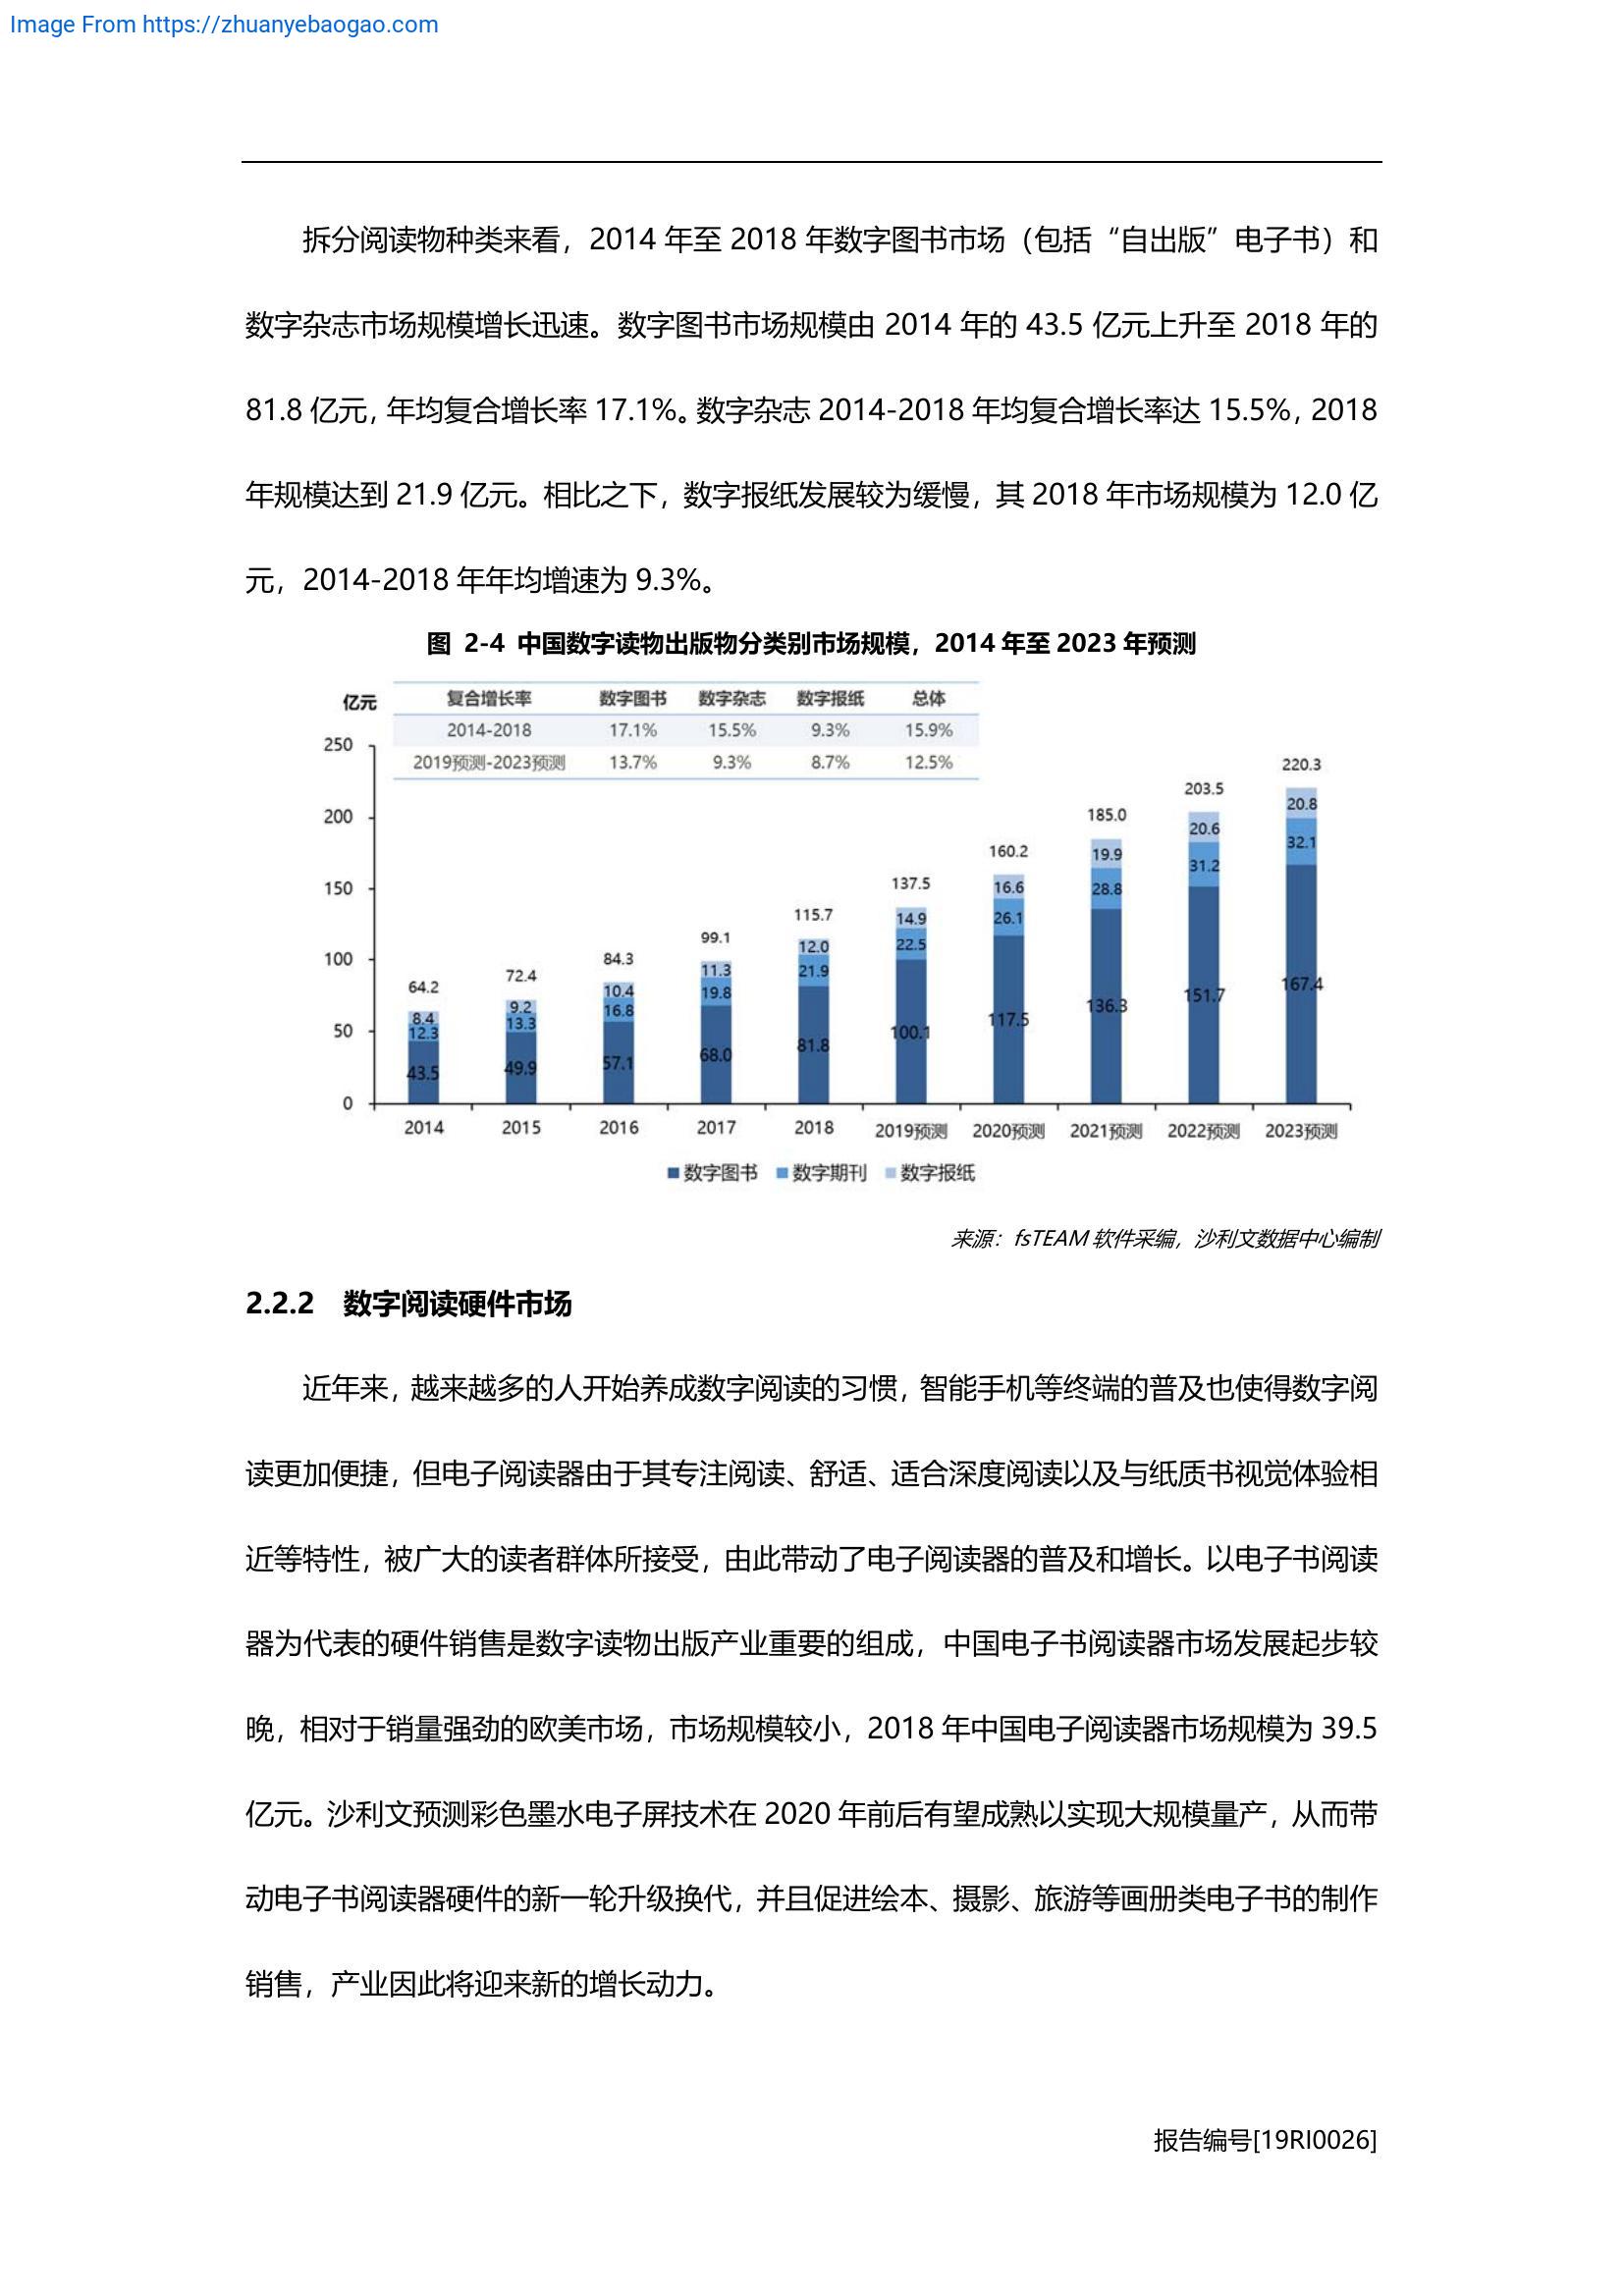 Image From https://zhuanyebaogao.com
拆分阅读物种类来看，2014 年至 2018 年数字图书市场（包括“自出版”电子书）和
数字杂志市场规模增长迅速。数字图书市场规模由 2014 年的 43.5 亿元上升至 2018 年的
81.8 亿元，年均复合增长率 17.1%。数字杂志 2014-2018 年均复合增长率达 15.5%，2018
年规模达到 21.9 亿元。相比之下，数字报纸发展较为缓慢，其 2018 年市场规模为 12.0 亿
元，2014-2018 年年均增速为 9.3%。
图 2-4 中国数字读物出版物分类别市场规模，2014 年至 2023 年预测
亿元
复合增长率 数字图书 数字杂志 数字报纸 总体
2014-2018 17.1% 15.5% 9.3% 15.9%
2019预测-2023预测 13.7% 9.3% 8.7% 12.5%
250
200
150
100
50
0
64.2 72.4 84.3 99.1 115.7 137.5 160.2 185.0 203.5 220.3
8.4 9.2 10.4 11.3 12.0 14.9 16.6 19.9 20.6 20.8
12.3 13.3 16.8 19.8 21.9 22.5 26.1 28.8 31.2 32.1
43.5 49.9 57.1 68.0 81.8 100.1 117.5 136.3 151.7 167.4
2014 2015 2016 2017 2018 2019预测 2020预测 2021预测 2022预测 2023预测
数字图书 数字期刊 数字报纸
来源：fsTEAM 软件采编，沙利文数据中心编制
2.2.2 数字阅读硬件市场
近年来，越来越多的人开始养成数字阅读的习惯，智能手机等终端的普及也使得数字阅
读更加便捷，但电子阅读器由于其专注阅读、舒适、适合深度阅读以及与纸质书视觉体验相
近等特性，被广大的读者群体所接受，由此带动了电子阅读器的普及和增长。以电子书阅读
器为代表的硬件销售是数字读物出版产业重要的组成，中国电子书阅读器市场发展起步较
晚，相对于销量强劲的欧美市场，市场规模较小，2018 年中国电子阅读器市场规模为 39.5
亿元。沙利文预测彩色墨水电子屏技术在 2020 年前后有望成熟以实现大规模量产，从而带
动电子书阅读器硬件的新一轮升级换代，并且促进绘本、摄影、旅游等画册类电子书的制作
销售，产业因此将迎来新的增长动力。
报告编号[19RI0026]